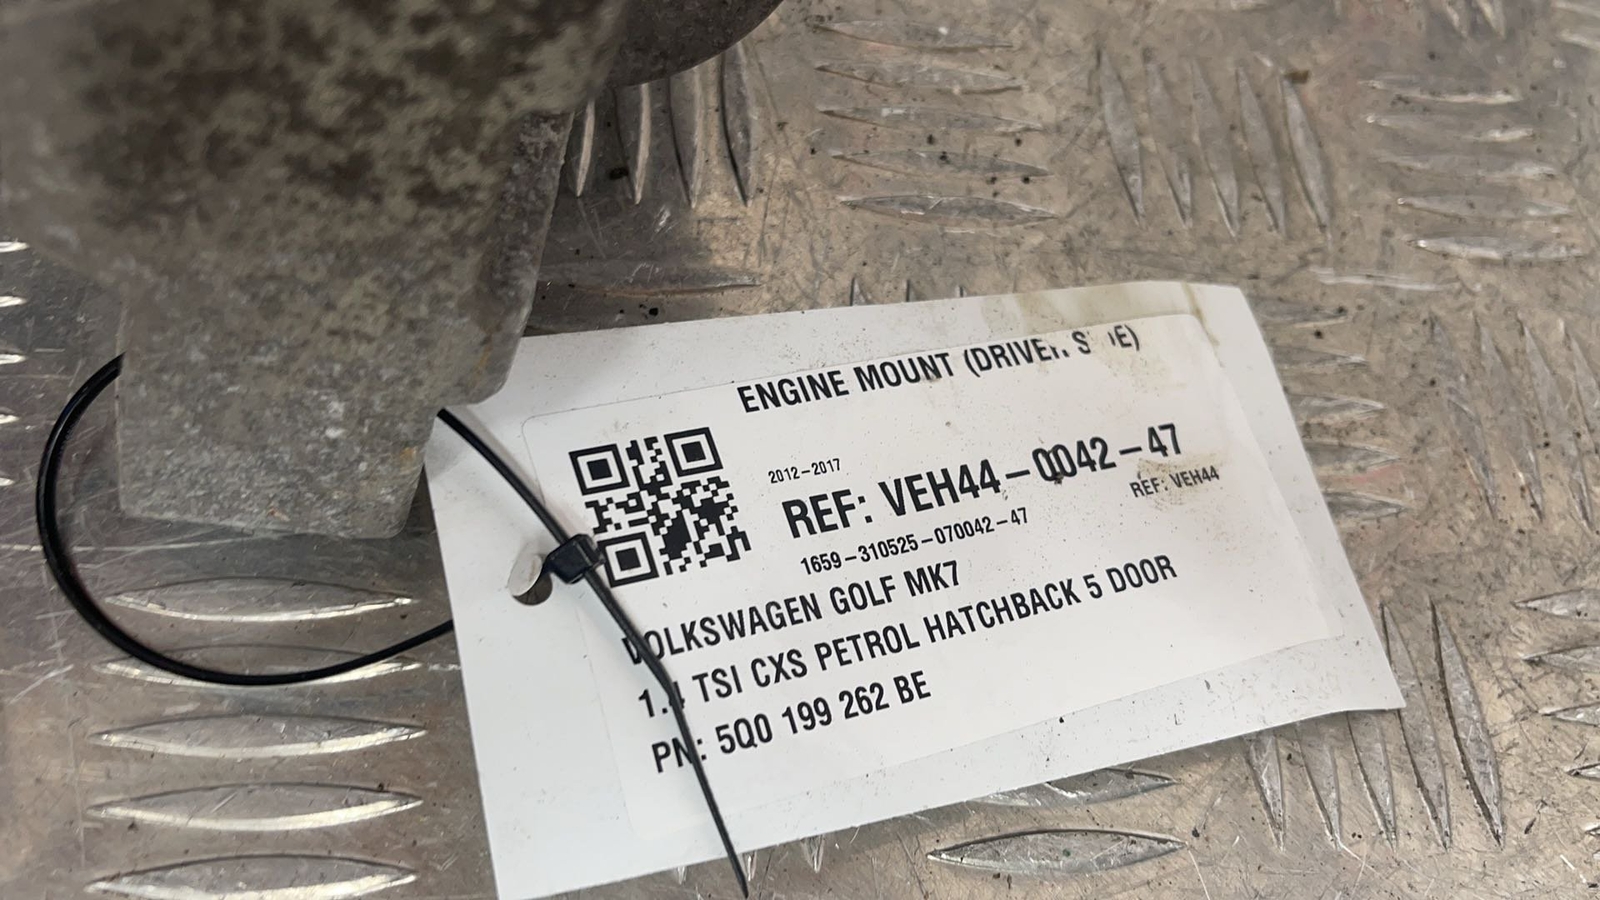 ENGINE MOUNT (DRIVER SIDE)
2012-2017
REF: VEH44-0042-47
REF: VEH44
1659-310525-070042-47
VOLKSWAGEN GOLF MK7
1.4 TSI CXS PETROL HATCHBACK 5 DOOR
PN: 5Q0 199 262 BE